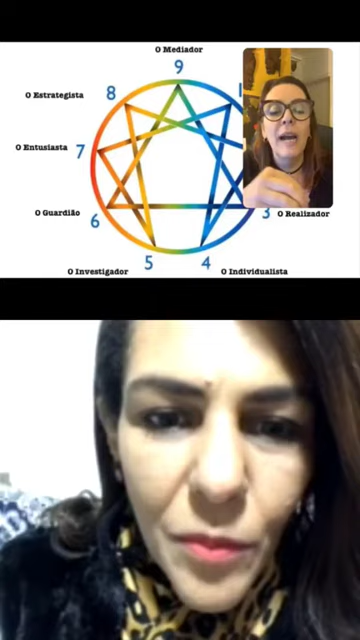 O Mediador
9
O Estrategista
8
1
O Entusiasta
7
O Guardião
6
3
O Realizador
5
4
O Investigador
O Individualista